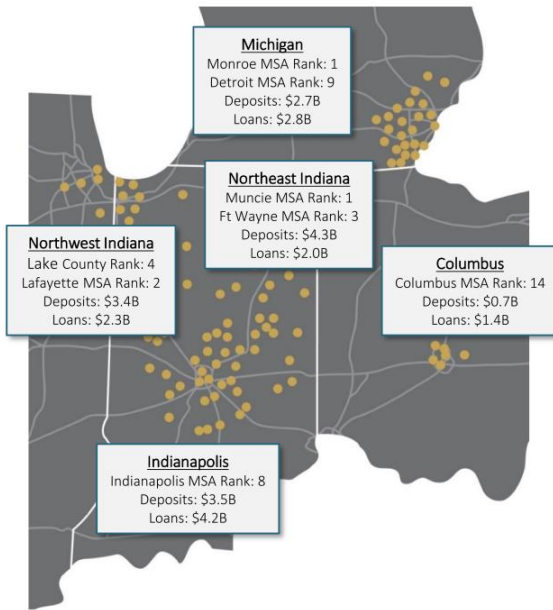 Michigan
Monroe MSA Rank: 1
Detroit MSA Rank: 9
Deposits: $2.7B
Loans: $2.8B
Northeast Indiana
Muncie MSA Rank: 1
Ft Wayne MSA Rank: 3
Deposits: $4.3B
Loans: $2.0B
Northwest Indiana
Lake County Rank: 4
Lafayette MSA Rank: 2
Deposits: $3.4B
Loans: $2.3B
Columbus
Columbus MSA Rank: 14
Deposits: $0.7B
Loans: $1.4B
Indianapolis
Indianapolis MSA Rank: 8
Deposits: $3.5B
Loans: $4.2B